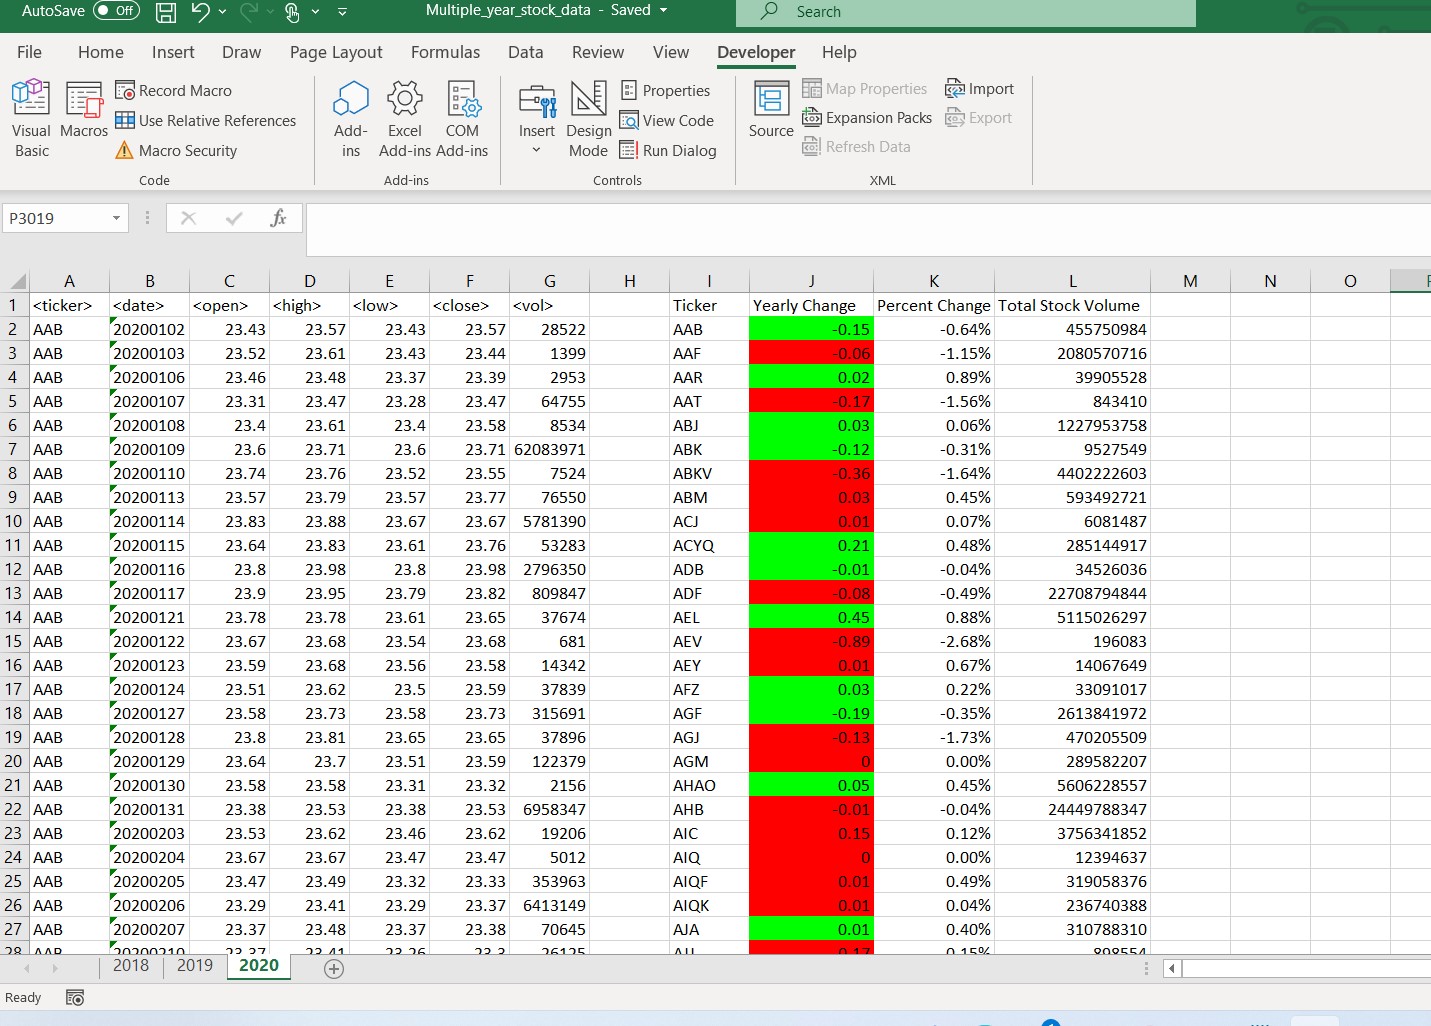 AutoSave Off Multiple_year_stock_data - Saved Search
File Home Insert Draw Page Layout Formulas Data Review View Developer Help
Visual Basic Macros Record Macro Use Relative References Macro Security
Add-ins Excel Add-ins COM Add-ins
Insert Design Mode Properties View Code Run Dialog
Source Map Properties Expansion Packs Refresh Data Import Export
Code Add-ins Controls XML
P3019 fx
A B C D E F G H I J K L M N O
1 <ticker> <date> <open> <high> <low> <close> <vol> Ticker Yearly Change Percent Change Total Stock Volume
2 AAB 20200102 23.43 23.57 23.43 23.57 28522 AAB -0.15 -0.64% 455750984
3 AAB 20200103 23.52 23.61 23.43 23.44 1399 AAF -0.06 -1.15% 2080570716
4 AAB 20200106 23.46 23.48 23.37 23.39 2953 AAR 0.02 0.89% 39905528
5 AAB 20200107 23.31 23.47 23.28 23.47 64755 AAT -0.17 -1.56% 843410
6 AAB 20200108 23.4 23.61 23.4 23.58 8534 ABJ 0.03 0.06% 1227953758
7 AAB 20200109 23.6 23.71 23.6 23.71 62083971 ABK -0.12 -0.31% 9527549
8 AAB 20200110 23.74 23.76 23.52 23.55 7524 ABKV -0.36 -1.64% 4402222603
9 AAB 20200113 23.57 23.79 23.57 23.77 76550 ABM 0.03 0.45% 593492721
10 AAB 20200114 23.83 23.88 23.67 23.67 5781390 ACJ 0.01 0.07% 6081487
11 AAB 20200115 23.64 23.83 23.61 23.76 53283 ACYQ 0.21 0.48% 285144917
12 AAB 20200116 23.8 23.98 23.8 23.98 2796350 ADB -0.01 -0.04% 34526036
13 AAB 20200117 23.9 23.95 23.79 23.82 809847 ADF -0.08 -0.49% 22708794844
14 AAB 20200121 23.78 23.78 23.61 23.65 37674 AEL 0.45 0.88% 5115026297
15 AAB 20200122 23.67 23.68 23.54 23.68 681 AEV -0.89 -2.68% 196083
16 AAB 20200123 23.59 23.68 23.56 23.58 14342 AEY 0.01 0.67% 14067649
17 AAB 20200124 23.51 23.62 23.5 23.59 37839 AFZ 0.03 0.22% 33091017
18 AAB 20200127 23.58 23.73 23.58 23.73 315691 AGF -0.19 -0.35% 2613841972
19 AAB 20200128 23.8 23.81 23.65 23.65 37896 AGJ -0.13 -1.73% 470205509
20 AAB 20200129 23.64 23.7 23.51 23.59 122379 AGM 0 0.00% 289582207
21 AAB 20200130 23.58 23.58 23.31 23.32 2156 AHAO 0.05 0.45% 5606228557
22 AAB 20200131 23.38 23.53 23.38 23.53 6958347 AHB -0.01 -0.04% 24449788347
23 AAB 20200203 23.53 23.62 23.46 23.62 19206 AIC 0.15 0.12% 3756341852
24 AAB 20200204 23.67 23.67 23.47 23.47 5012 AIQ 0 0.00% 12394637
25 AAB 20200205 23.47 23.49 23.32 23.33 353963 AIQF 0.01 0.49% 319058376
26 AAB 20200206 23.29 23.41 23.29 23.37 6413149 AIQK 0.01 0.04% 236740388
27 AAB 20200207 23.37 23.48 23.37 23.38 70645 AJA 0.01 0.40% 310788310
28 AAB 20200210
2018 2019 2020
Ready